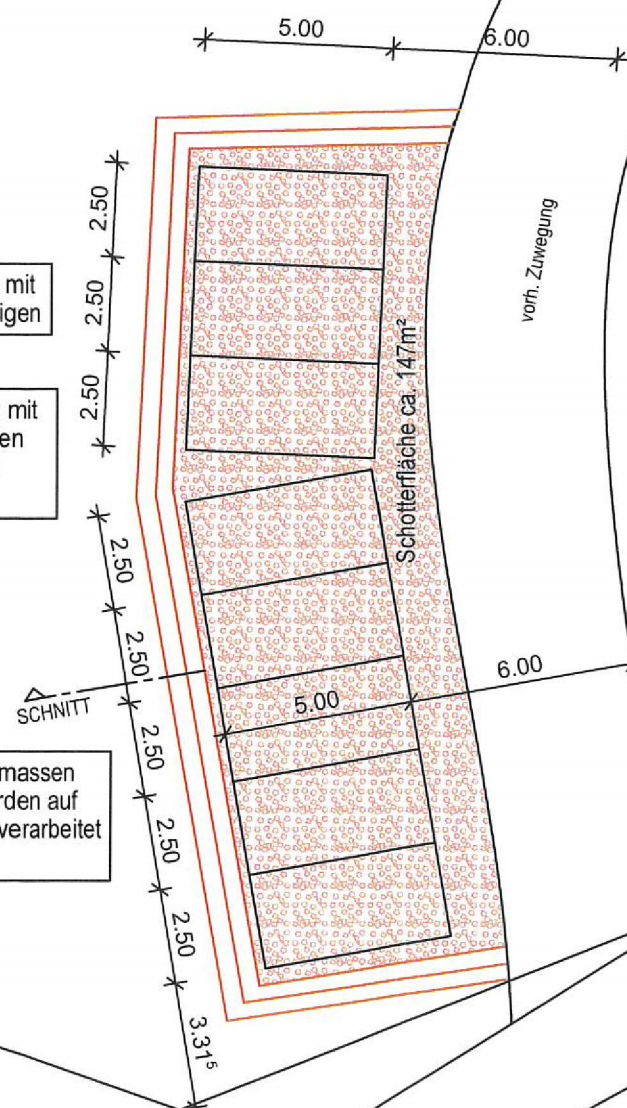 5.00
6.00
2.50
2.50
2.50
mit
igen
mit
en
vorh. Zuwegung
Schotterfläche ca. 147m²
2.50
2.50
2.50
2.50
2.50
3.31⁵
SCHNITT
5.00
6.00
massen
rden auf
verarbeitet